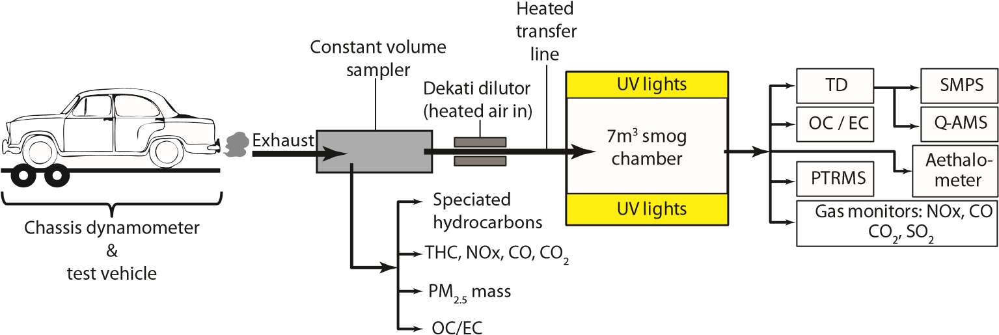 Heated
transfer
line
Constant volume
sampler
Dekati dilutor
(heated air in)
Exhaust
UV lights
7m³ smog
chamber
UV lights
TD
SMPS
OC / EC
Q-AMS
Aethalo-
meter
PTRMS
Gas monitors: NOx, CO
CO₂, SO₂
Chassis dynamometer
&
test vehicle
Speciated
hydrocarbons
THC, NOx, CO, CO₂
PM₂.₅ mass
OC/EC